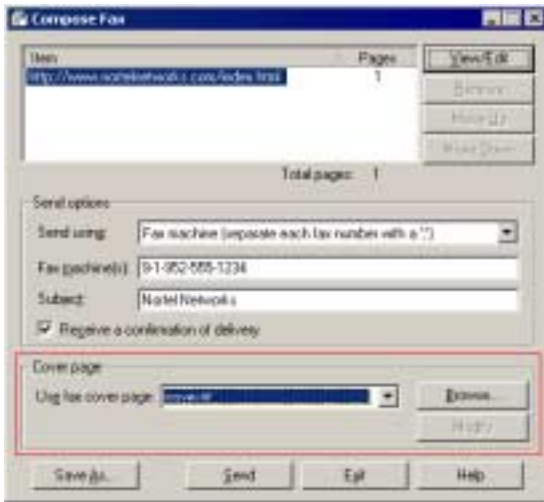 Compose Fax
Item Pages
http://www.nortelnetworks.com/index.html 1
View/Edit
Remove
Move Up
Move Down
Total pages: 1
Send options
Send using: Fax machine (separate each fax number with a ",")
Fax machine(s): 9-1-952-555-1234
Subject: Nortel Networks
Receive a confirmation of delivery
Cover page
Use fax cover page:
Browse...
Modify
Save As... Send Exit Help